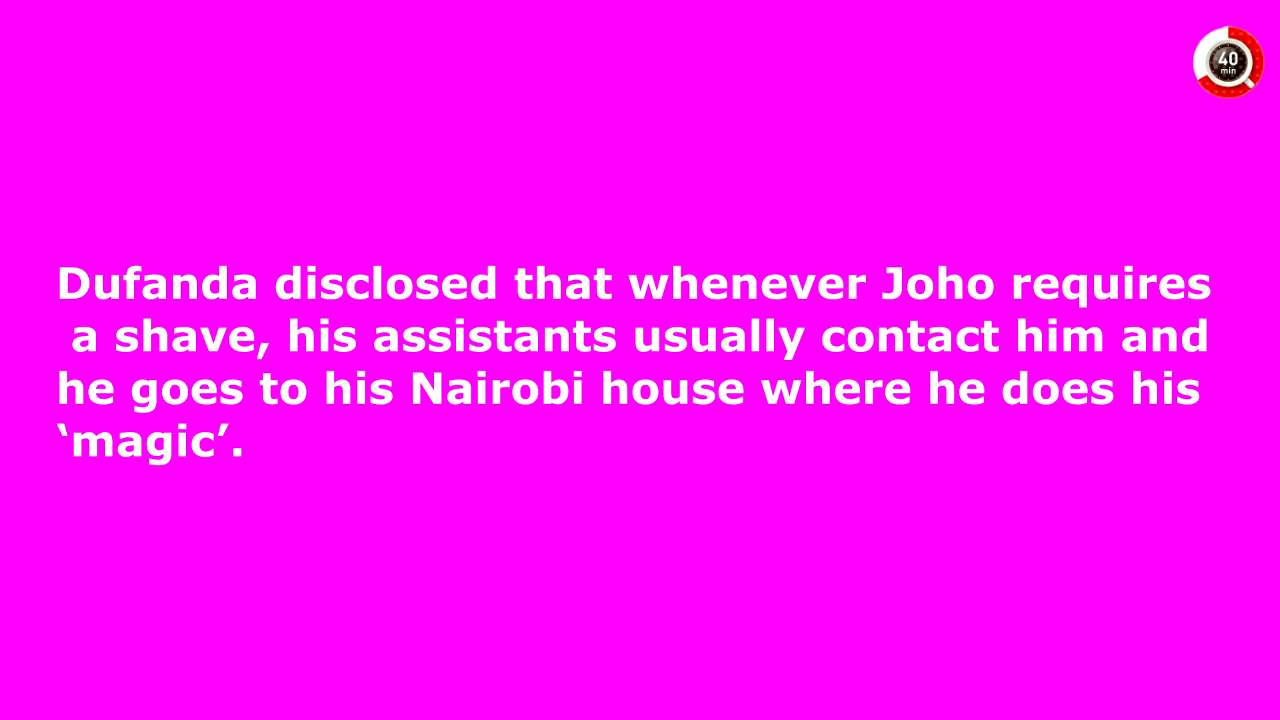 40
min
Dufanda disclosed that whenever Joho requires
a shave, his assistants usually contact him and
he goes to his Nairobi house where he does his
‘magic’.